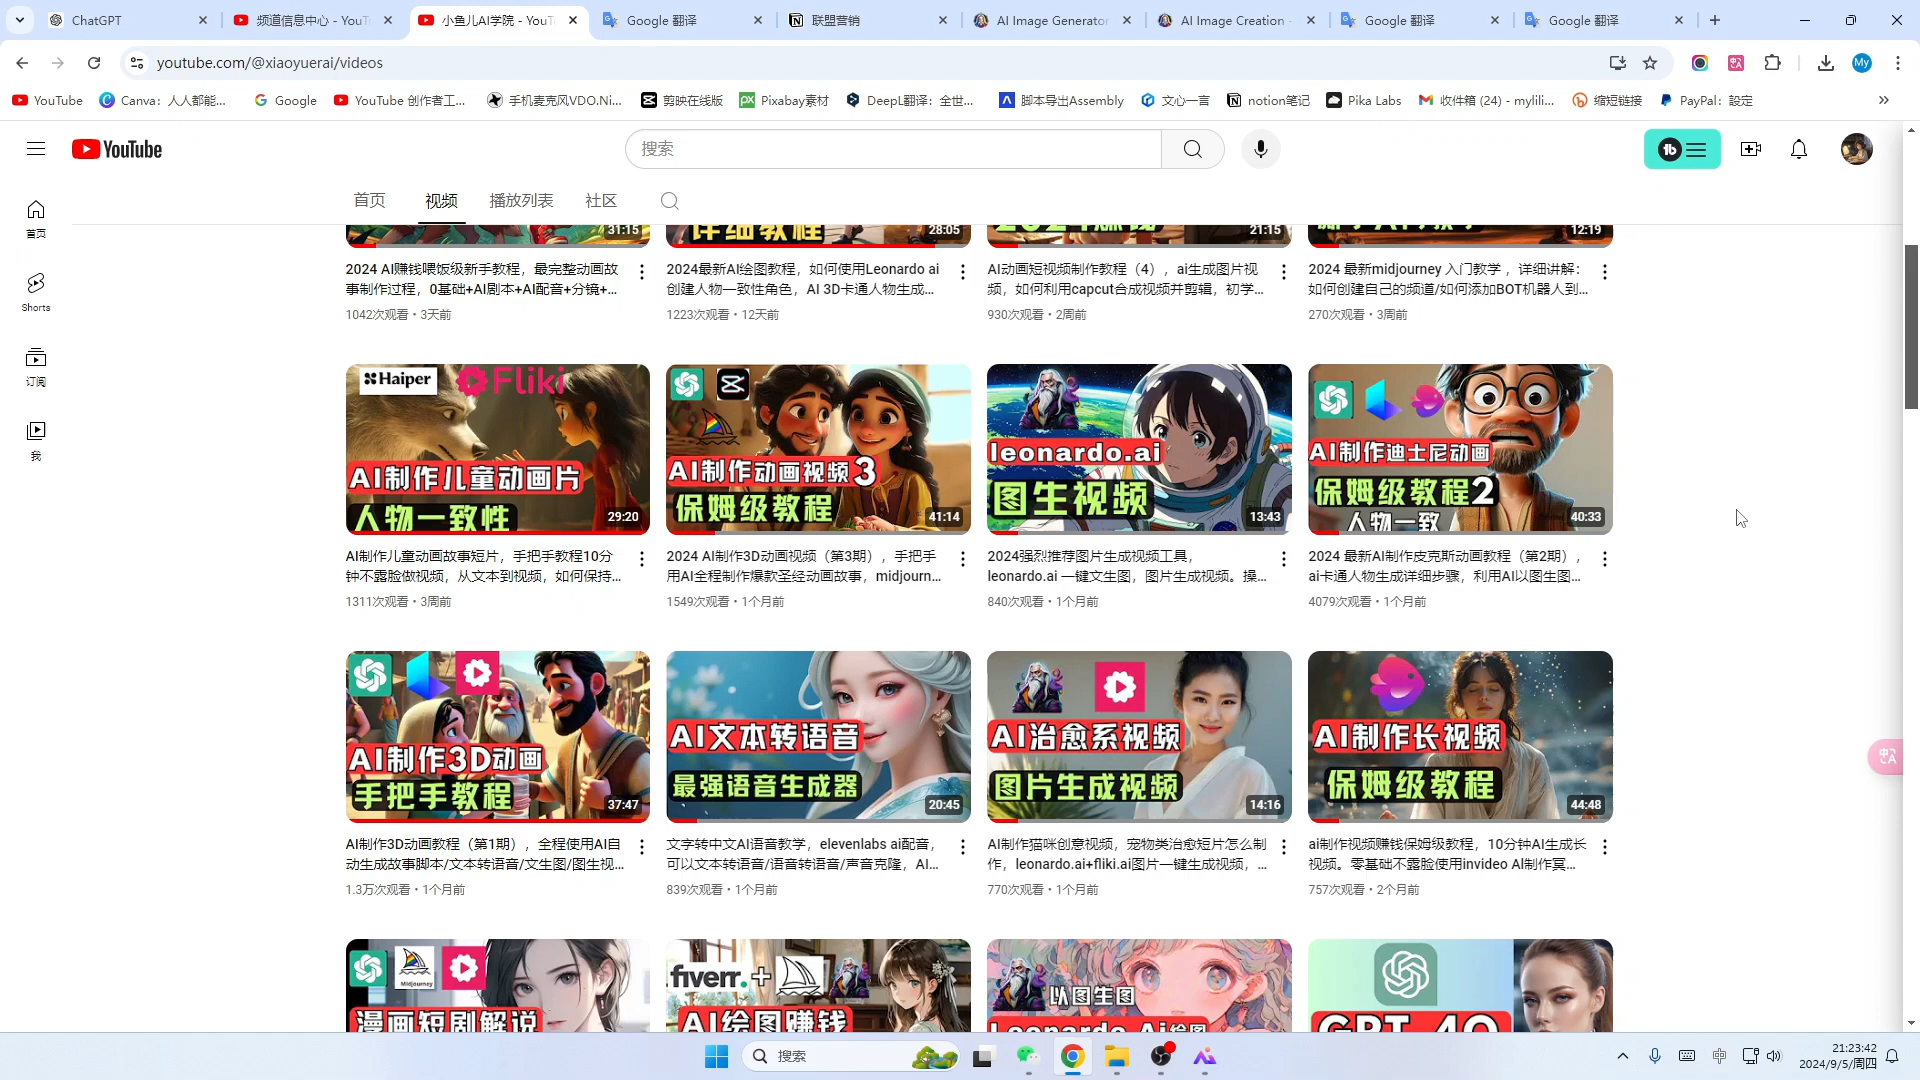 ChatGPT
频道信息中心 - YouT
小鱼儿AI学院 - YouT
Google 翻译
联盟营销
AI Image Generator
AI Image Creation -
Google 翻译
Google 翻译
youtube.com/@xiaoyuerai/videos
My
YouTube
Canva：人人都能...
Google
YouTube 创作者工...
手机麦克风VDO.Ni...
剪映在线版
Pixabay素材
DeepL翻译：全世...
脚本导出Assembly
文心一言
notion笔记
Pika Labs
收件箱 (24) - mylili...
缩短链接
PayPal：設定
YouTube
搜索
首页
视频
播放列表
社区
首页
Shorts
订阅
我
31:15
28:05
21:15
12:19
2024 AI赚钱喂饭级新手教程，最完整动画故
事制作过程，0基础+AI剧本+AI配音+分镜+...
1042次观看・3天前
2024最新AI绘图教程，如何使用Leonardo ai
创建人物一致性角色，AI 3D卡通人物生成...
1223次观看・12天前
AI动画短视频制作教程（4），ai生成图片视
频，如何利用capcut合成视频并剪辑，初学...
930次观看・2周前
2024 最新midjourney 入门教学 ，详细讲解：
如何创建自己的频道/如何添加BOT机器人到...
270次观看・3周前
Haiper
Fliki
AI制作儿童动画片
人物一致性
29:20
AI制作动画视频3
保姆级教程
41:14
leonardo.ai
图生视频
13:43
AI制作迪士尼动画
保姆级教程2
人物一致
40:33
AI制作儿童动画故事短片，手把手教程10分
钟不露脸做视频，从文本到视频，如何保持...
1311次观看・3周前
2024 AI制作3D动画视频（第3期），手把手
用AI全程制作爆款圣经动画故事，midjourn...
1549次观看・1个月前
2024强烈推荐图片生成视频工具，
leonardo.ai 一键文生图，图片生成视频。操...
840次观看・1个月前
2024 最新AI制作皮克斯动画教程（第2期），
ai卡通人物生成详细步骤，利用AI以图生图...
4079次观看・1个月前
AI制作3D动画
手把手教程
37:47
AI文本转语音
最强语音生成器
20:45
AI治愈系视频
图片生成视频
14:16
AI制作长视频
保姆级教程
44:48
AI制作3D动画教程（第1期），全程使用AI自
动生成故事脚本/文本转语音/文生图/图生视...
1.3万次观看・1个月前
文字转中文AI语音教学，elevenlabs ai配音，
可以文本转语音/语音转语音/声音克隆，AI...
839次观看・1个月前
AI制作猫咪创意视频，宠物类治愈短片怎么制
作，leonardo.ai+fliki.ai图片一键生成视频，...
770次观看・1个月前
ai制作视频赚钱保姆级教程，10分钟AI生成长
视频。零基础不露脸使用invideo AI制作冥...
757次观看・2个月前
Midjourney
漫画短剧解说
fiverr.+
AI绘图赚钱
以图生图
Leonardo Ai绘图
GPT-4O
搜索
中
21:23:42
2024/9/5/周四